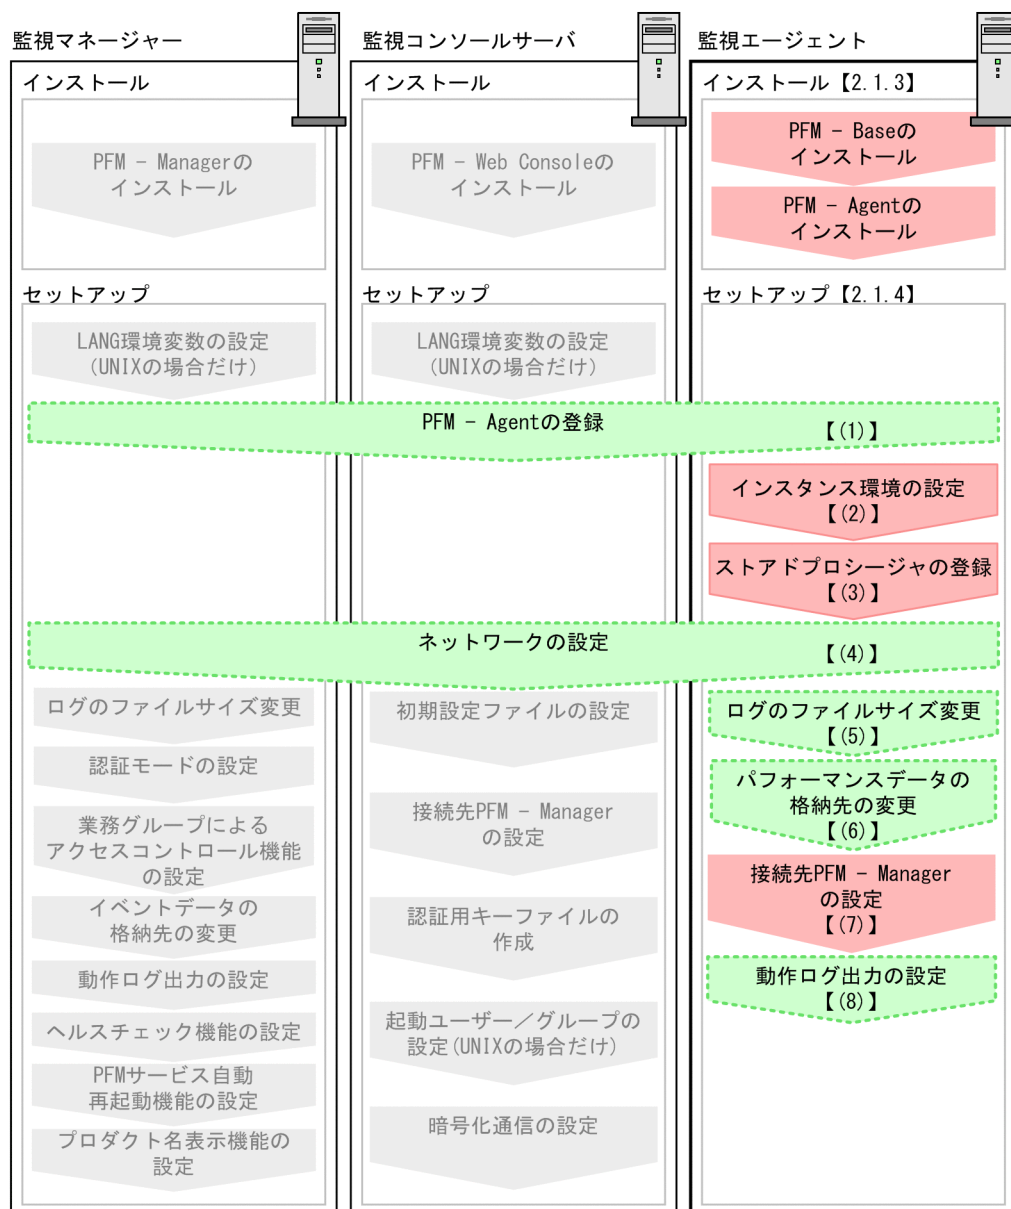 監視マネージャー
インストール
PFM - Managerの
インストール
セットアップ
LANG環境変数の設定
(UNIXの場合だけ)
監視コンソールサーバ
インストール
PFM - Web Consoleの
インストール
セットアップ
LANG環境変数の設定
(UNIXの場合だけ)
監視エージェント
インストール【2.1.3】
PFM - Baseの
インストール
PFM - Agentの
インストール
セットアップ【2.1.4】
PFM - Agentの登録
【(1)】
インスタンス環境の設定
【(2)】
ストアドプロシージャの登録
【(3)】
ネットワークの設定
【(4)】
ログのファイルサイズ変更
認証モードの設定
業務グループによる
アクセスコントロール機能
の設定
イベントデータの
格納先の変更
動作ログ出力の設定
ヘルスチェック機能の設定
PFMサービス自動
再起動機能の設定
プロダクト名表示機能の
設定
初期設定ファイルの設定
接続先PFM - Manager
の設定
認証用キーファイルの
作成
起動ユーザー／グループの
設定(UNIXの場合だけ)
暗号化通信の設定
ログのファイルサイズ変更
【(5)】
パフォーマンスデータの
格納先の変更
【(6)】
接続先PFM - Manager
の設定
【(7)】
動作ログ出力の設定
【(8)】